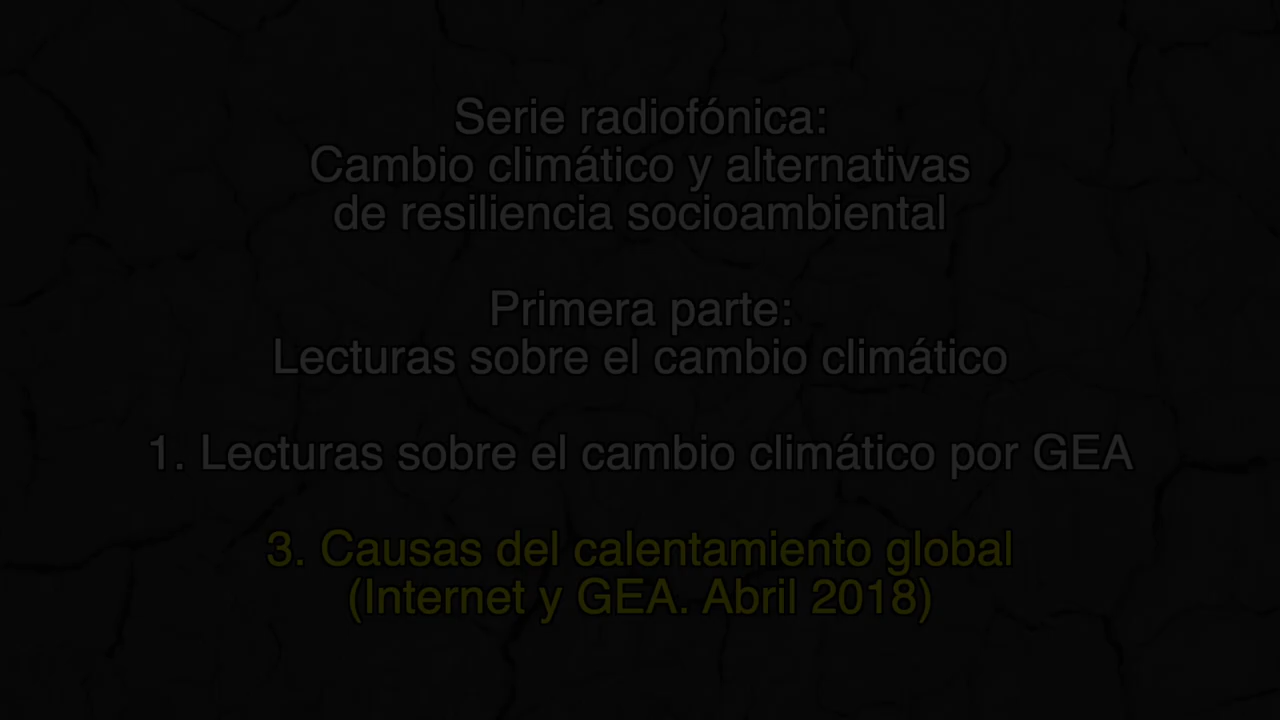 Serie radiofónica:
Cambio climático y alternativas
de resiliencia socioambiental
Primera parte:
Lecturas sobre el cambio climático
1. Lecturas sobre el cambio climático por GEA
3. Causas del calentamiento global
(Internet y GEA. Abril 2018)